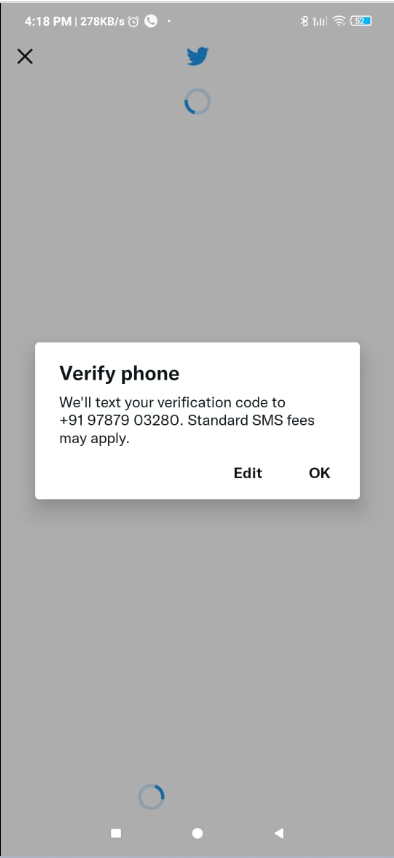 4:18 PM | 278KB/s
52
Verify phone
We'll text your verification code to
+91 97879 03280. Standard SMS fees
may apply.
Edit OK